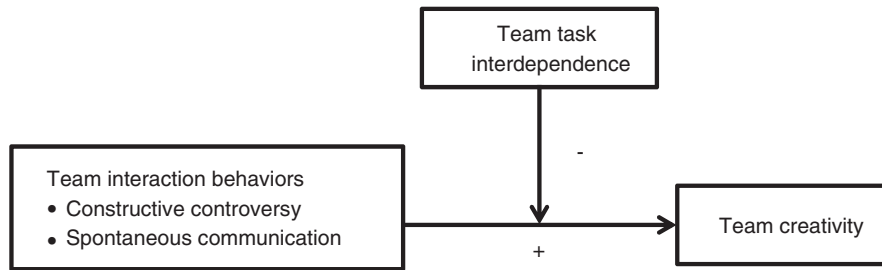 Team task
interdependence
-
Team interaction behaviors
• Constructive controversy
• Spontaneous communication
Team creativity
+